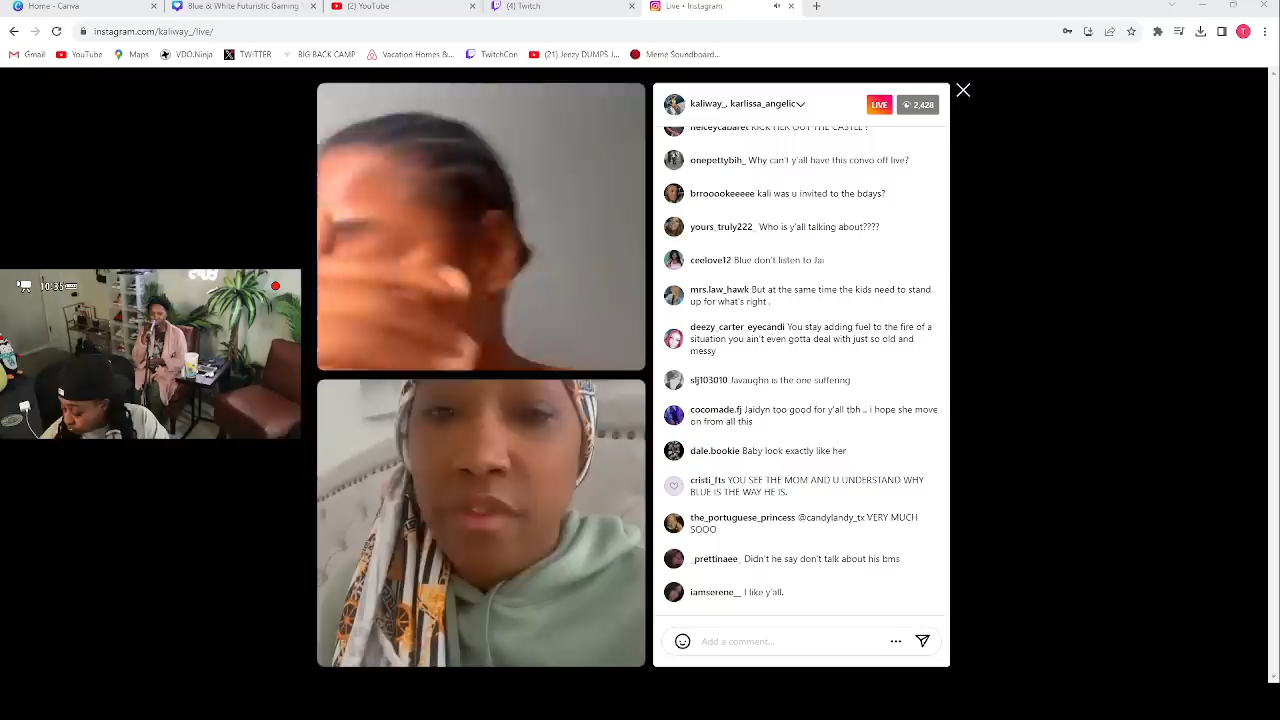 Home - Canva
Blue & White Futuristic Gaming
(2) YouTube
(4) Twitch
Live • Instagram
instagram.com/kaliway_/live/
T
Gmail
YouTube
Maps
VDO.Ninja
TWITTER
BIG BACK CAMP
Vacation Homes &...
TwitchCon
(21) Jeezy DUMPS J...
Meme Soundboard...
kaliway_, karlissa_angelic
LIVE
2,428
onepettybih_ Why can't y'all have this convo off live?
brrooookeeeee kali was u invited to the bdays?
yours_truly222_ Who is y'all talking about????
ceelove12 Blue don't listen to Jai
mrs.law_hawk But at the same time the kids need to stand
up for what's right .
deezy_carter_eyecandi You stay adding fuel to the fire of a
situation you ain't even gotta deal with just so old and
messy
slj103010 Javaughn is the one suffering
cocomade.fj Jaidyn too good for y'all tbh .. i hope she move
on from all this
dale.bookie Baby look exactly like her
cristi_fts YOU SEE THE MOM AND U UNDERSTAND WHY
BLUE IS THE WAY HE IS.
the_portuguese_princess @candylandy_tx VERY MUCH
SOOO
_prettinaee_ Didn't he say don't talk about his bms
iamserene__ I like y'all.
Add a comment...